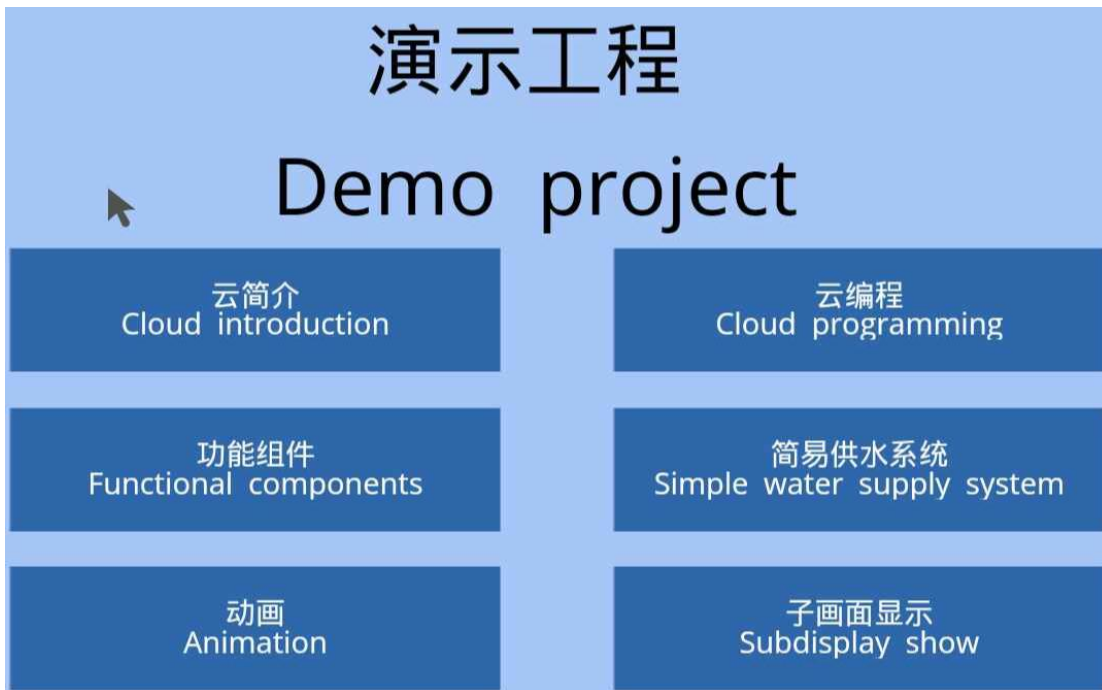 演示工程
Demo project
云简介
Cloud introduction
云编程
Cloud programming
功能组件
Functional components
简易供水系统
Simple water supply system
动画
Animation
子画面显示
Subdisplay show